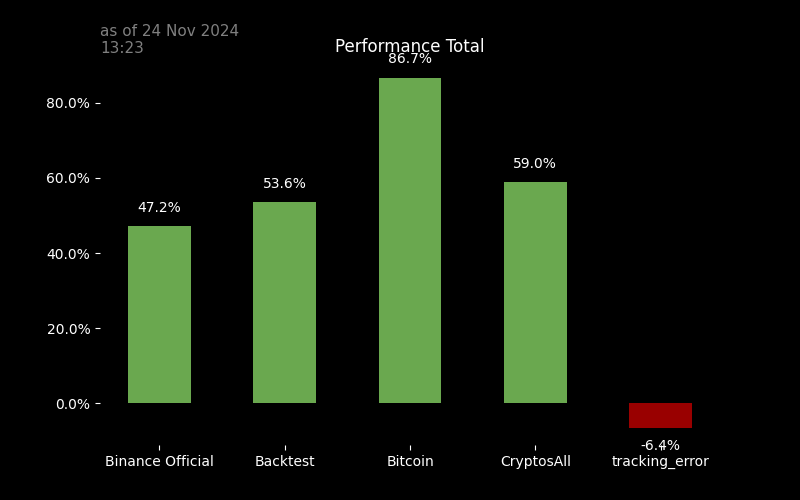 as of 24 Nov 2024
13:23
Performance Total
86.7%
80.0%
59.0%
60.0%
53.6%
47.2%
40.0%
20.0%
0.0%
-6.4%
Binance Official
Backtest
Bitcoin
CryptosAll
tracking_error